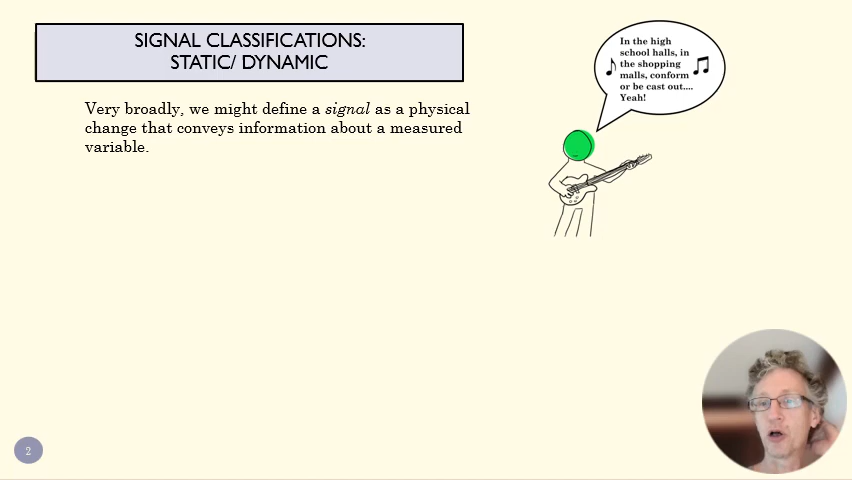 SIGNAL CLASSIFICATIONS:
STATIC/ DYNAMIC
Very broadly, we might define a signal as a physical
change that conveys information about a measured
variable.
In the high
school halls, in
the shopping
malls, conform
or be cast out....
Yeah!
2